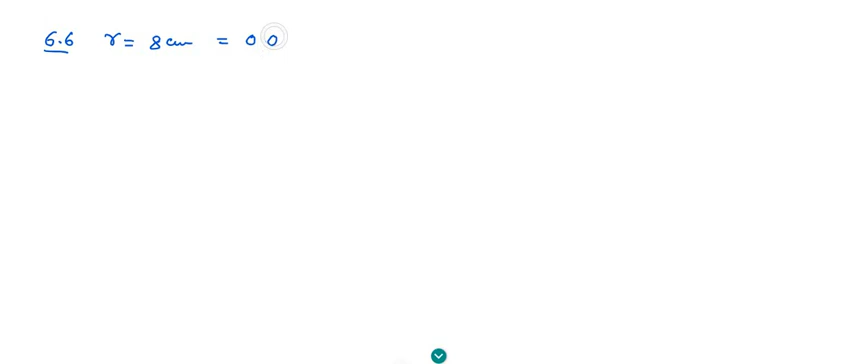 6.6 r = 8 cm = 0 0